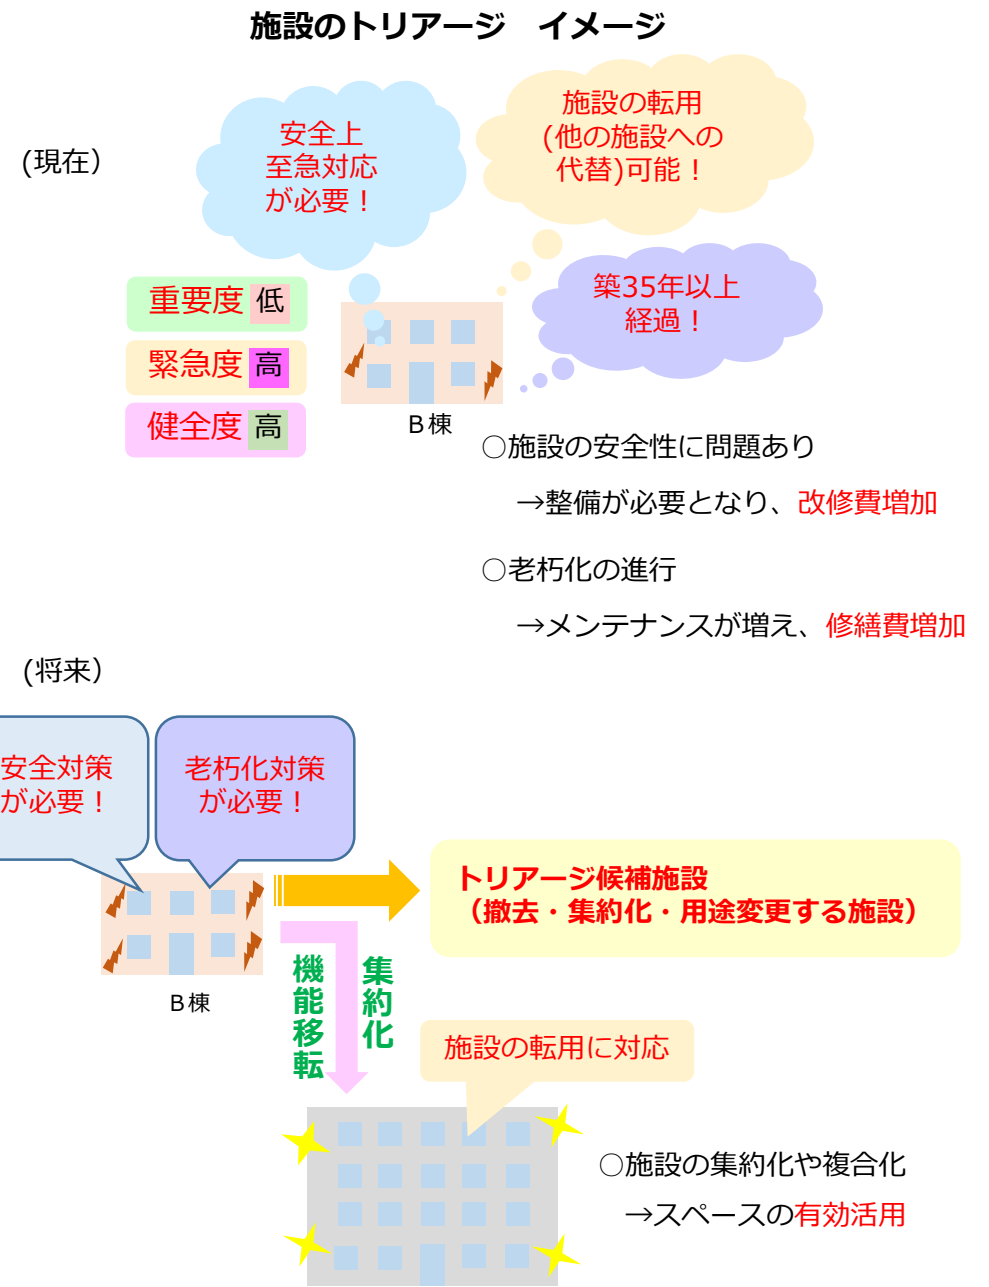 施設のトリアージ　イメージ
(現在）
安全上
至急対応
が必要！
施設の転用
(他の施設への
代替)可能！
築35年以上
経過！
重要度 低
緊急度 高
健全度 高
Ｂ棟
○施設の安全性に問題あり
→整備が必要となり、改修費増加
○老朽化の進行
→メンテナンスが増え、修繕費増加
(将来）
安全対策
が必要！
老朽化対策
が必要！
Ｂ棟
トリアージ候補施設
（撤去・集約化・用途変更する施設）
機能移転
集約化
施設の転用に対応
○施設の集約化や複合化
→スペースの有効活用